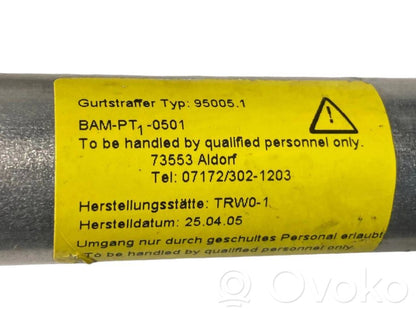 Gurtstraffer Typ: 95005.1
BAM-PT1-0501
To be handled by qualified personnel only.
73553 Aldorf
Tel: 07172/302-1203
Herstellungsstätte: TRW0-1
Herstelldatum: 25.04.05
Umgang nur durch geschultes Personal erlaubt
To be handled by qualified personnel only.
Ovoko